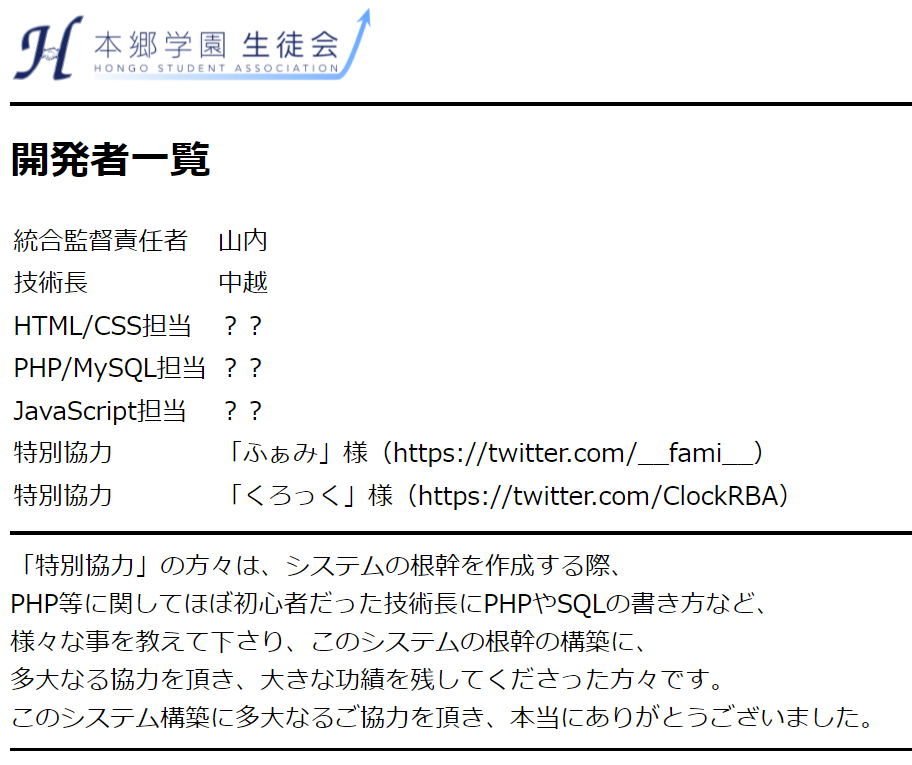 本郷学園 生徒会
HONGO STUDENT ASSOCIATION
開発者一覧
統合監督責任者 山内
技術長 中越
HTML/CSS担当 ？？
PHP/MySQL担当 ？？
JavaScript担当 ？？
特別協力 「ふぁみ」様（https://twitter.com/__fami__）
特別協力 「くろっく」様（https://twitter.com/ClockRBA）
「特別協力」の方々は、システムの根幹を作成する際、
PHP等に関してほぼ初心者だった技術長にPHPやSQLの書き方など、
様々な事を教えて下さり、このシステムの根幹の構築に、
多大なる協力を頂き、大きな功績を残してくださった方々です。
このシステム構築に多大なるご協力を頂き、本当にありがとうございました。